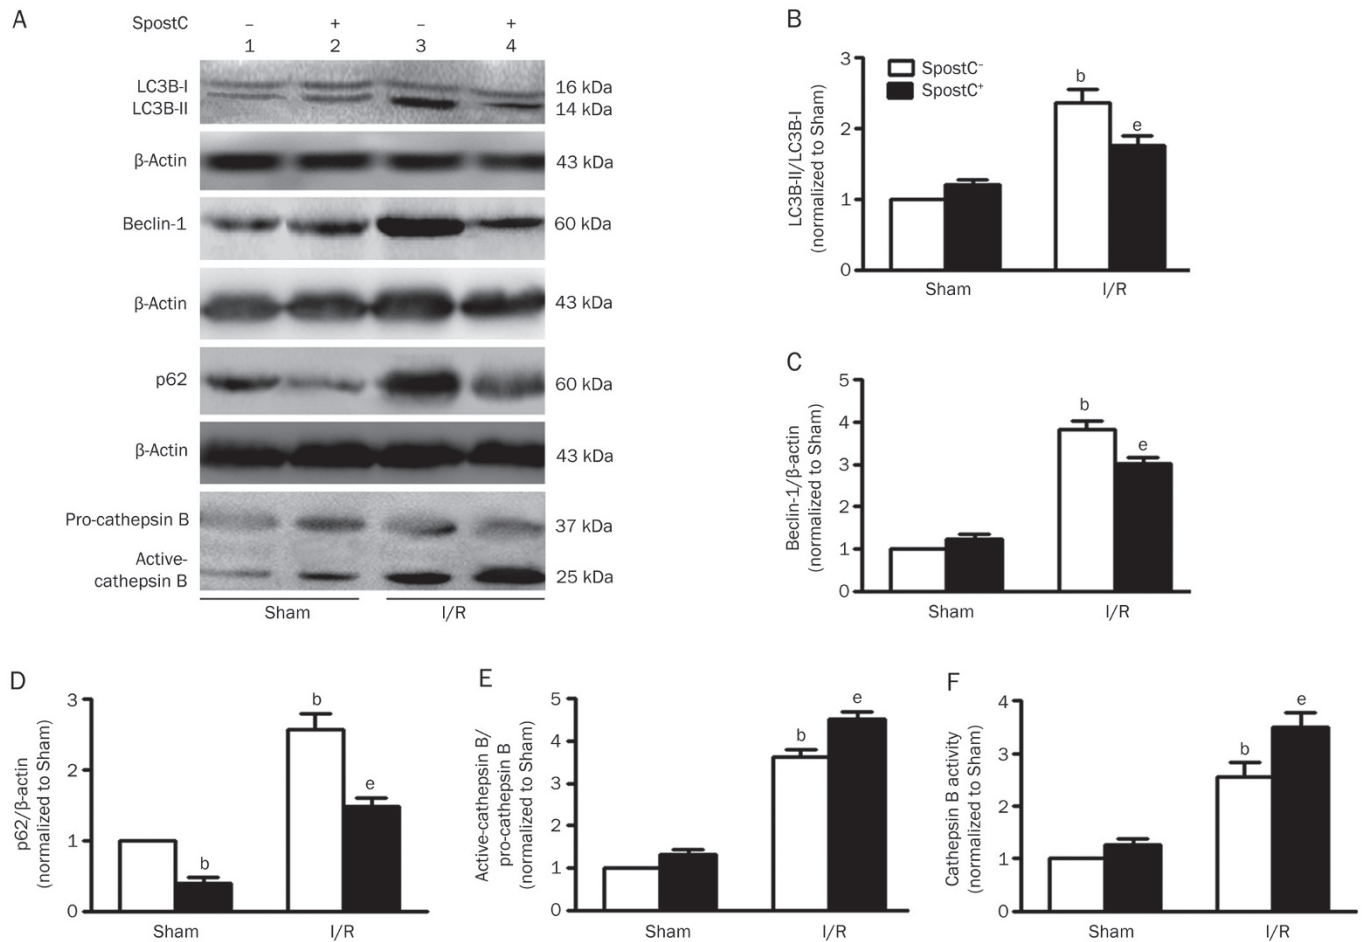 A
SpostC – + – +
1 2 3 4
LC3B-I 16 kDa
LC3B-II 14 kDa
β-Actin 43 kDa
Beclin-1 60 kDa
β-Actin 43 kDa
p62 60 kDa
β-Actin 43 kDa
Pro-cathepsin B 37 kDa
Active-
cathepsin B 25 kDa
Sham I/R
B
LC3B-II/LC3B-I
(normalized to Sham)
3
2
1
0
SpostC⁻
SpostC⁺
b
e
Sham I/R
C
Beclin-1/β-actin
(normalized to Sham)
5
4
3
2
1
0
b
e
Sham I/R
D
p62/β-actin
(normalized to Sham)
3
2
1
0
b
b
e
Sham I/R
E
Active-cathepsin B/
pro-cathepsin B
(normalized to Sham)
5
4
3
2
1
0
b
e
Sham I/R
F
Cathepsin B activity
(normalized to Sham)
4
3
2
1
0
b
e
Sham I/R